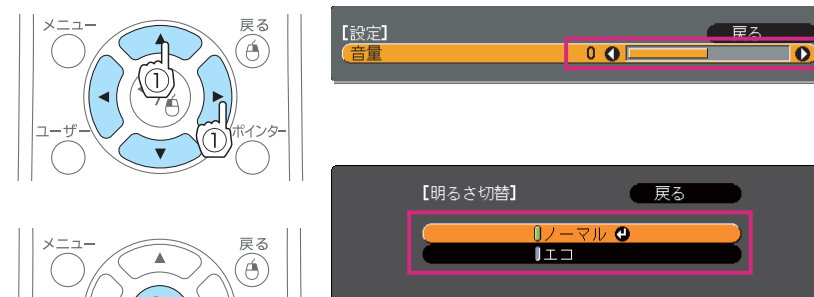 メニュー
戻る
①
ユーザー
①
ポインター
【設定】
戻る
音量
0
【明るさ切替】
戻る
ノーマル
エコ
メニュー
戻る